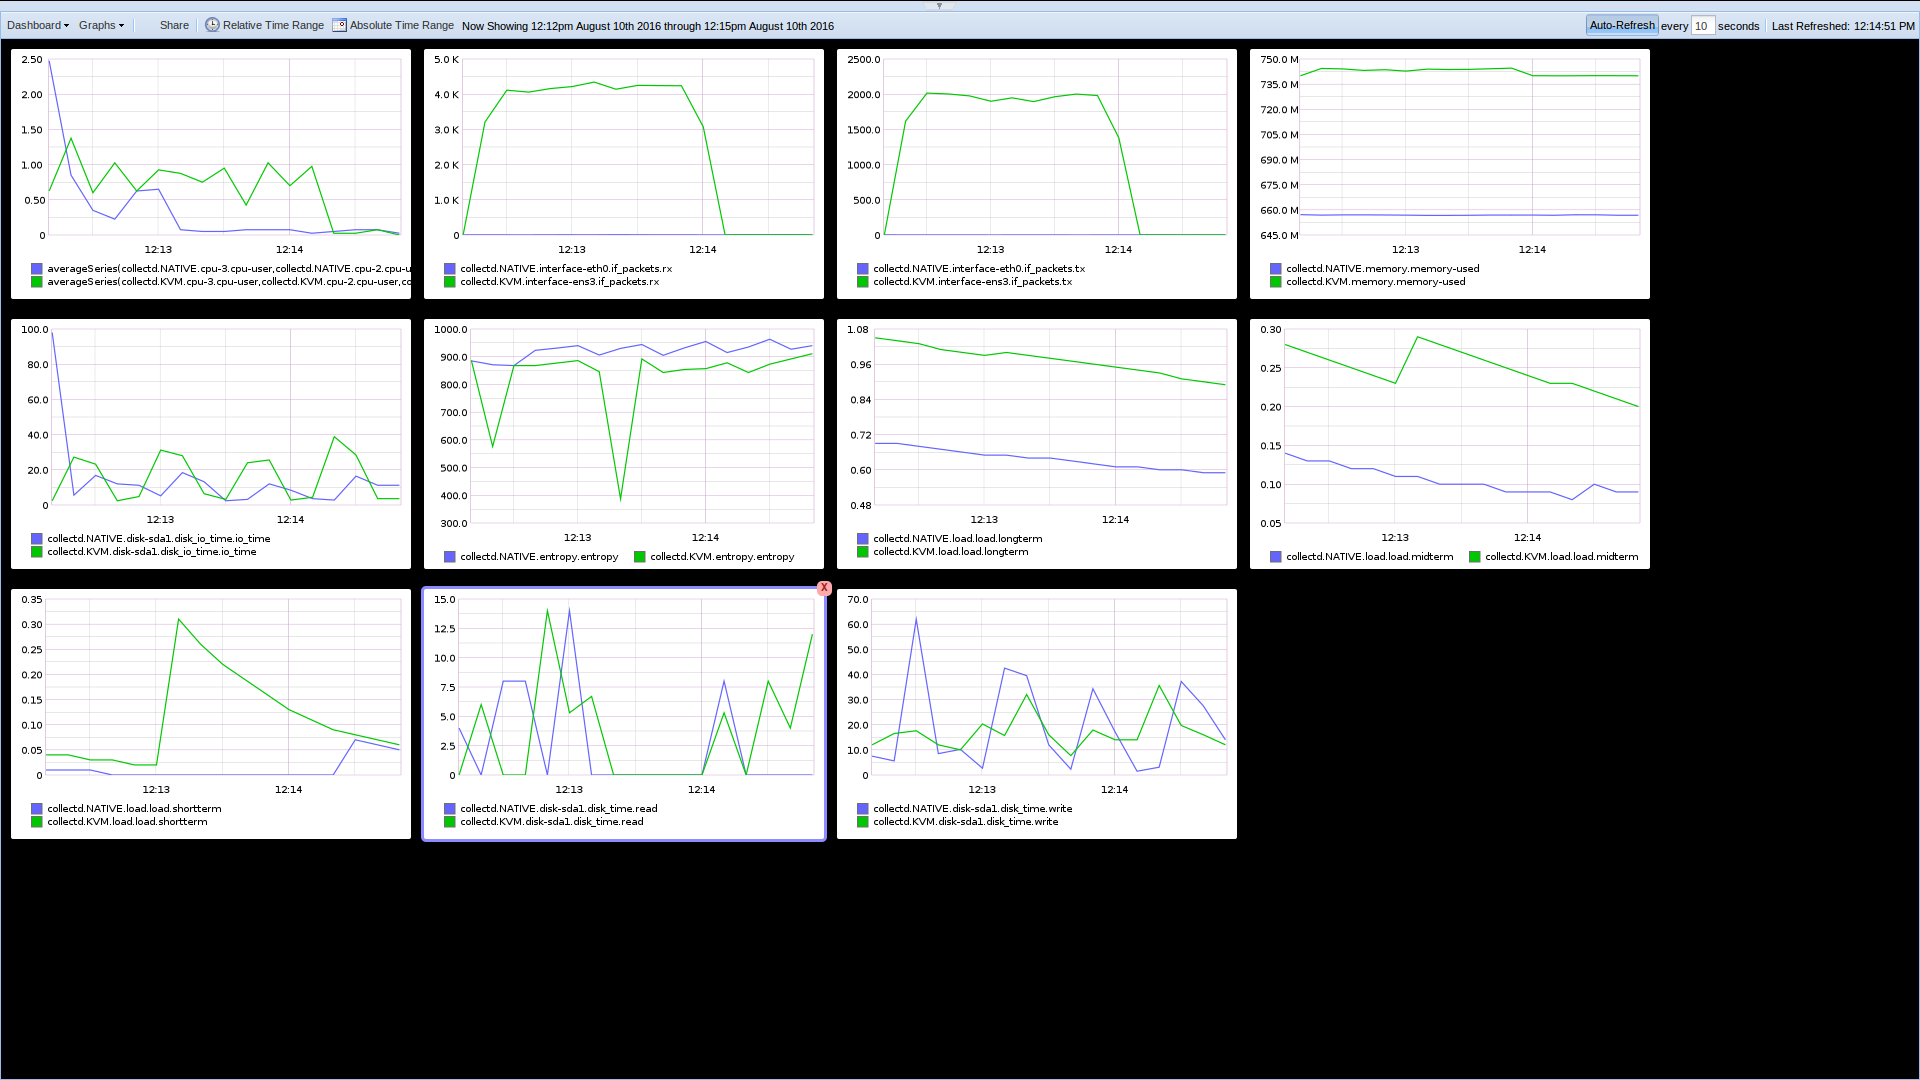 Dashboard Graphs Share Relative Time Range Absolute Time Range Now Showing 12:12pm August 10th 2016 through 12:15pm August 10th 2016 Auto-Refresh every 10 seconds Last Refreshed: 12:14:51 PM
2.50
2.00
1.50
1.00
0.50
0
12:13 12:14
averageSeries(collectd.NATIVE.cpu-3.cpu-user,collectd.NATIVE.cpu-2.cpu-u
averageSeries(collectd.KVM.cpu-3.cpu-user,collectd.KVM.cpu-2.cpu-user,co
5.0 K
4.0 K
3.0 K
2.0 K
1.0 K
0
12:13 12:14
collectd.NATIVE.interface-eth0.if_packets.rx
collectd.KVM.interface-ens3.if_packets.rx
2500.0
2000.0
1500.0
1000.0
500.0
0
12:13 12:14
collectd.NATIVE.interface-eth0.if_packets.tx
collectd.KVM.interface-ens3.if_packets.tx
750.0 M
735.0 M
720.0 M
705.0 M
690.0 M
675.0 M
660.0 M
645.0 M
12:13 12:14
collectd.NATIVE.memory.memory-used
collectd.KVM.memory.memory-used
100.0
80.0
60.0
40.0
20.0
0
12:13 12:14
collectd.NATIVE.disk-sda1.disk_io_time.io_time
collectd.KVM.disk-sda1.disk_io_time.io_time
1000.0
900.0
800.0
700.0
600.0
500.0
400.0
300.0
12:13 12:14
collectd.NATIVE.entropy.entropy collectd.KVM.entropy.entropy
1.08
0.96
0.84
0.72
0.60
0.48
12:13 12:14
collectd.NATIVE.load.load.longterm
collectd.KVM.load.load.longterm
0.30
0.25
0.20
0.15
0.10
0.05
12:13 12:14
collectd.NATIVE.load.load.midterm collectd.KVM.load.load.midterm
0.35
0.30
0.25
0.20
0.15
0.10
0.05
0
12:13 12:14
collectd.NATIVE.load.load.shortterm
collectd.KVM.load.load.shortterm
X
15.0
12.5
10.0
7.5
5.0
2.5
0
12:13 12:14
collectd.NATIVE.disk-sda1.disk_time.read
collectd.KVM.disk-sda1.disk_time.read
70.0
60.0
50.0
40.0
30.0
20.0
10.0
0
12:13 12:14
collectd.NATIVE.disk-sda1.disk_time.write
collectd.KVM.disk-sda1.disk_time.write